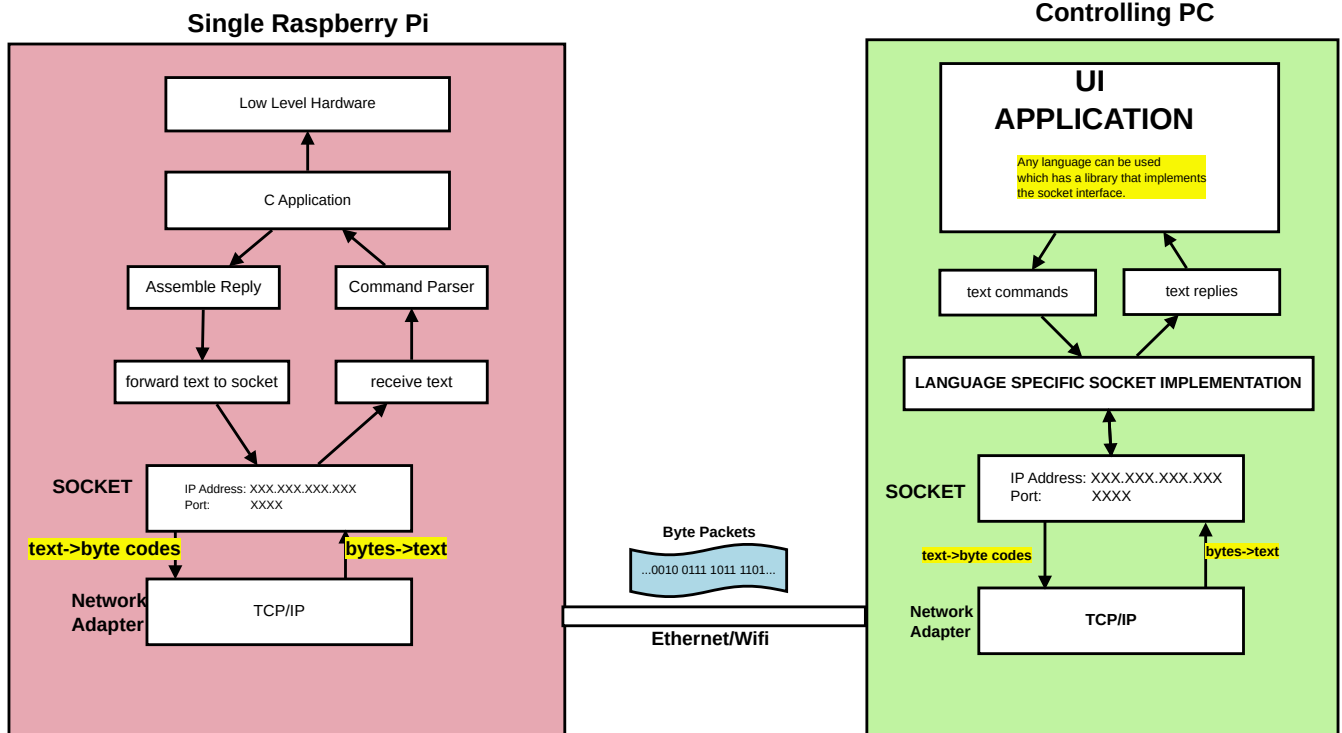 Single Raspberry Pi
Low Level Hardware
C Application
Assemble Reply
Command Parser
forward text to socket
receive text
SOCKET
IP Address: XXX.XXX.XXX.XXX
Port: XXXX
text->byte codes
bytes->text
Network
Adapter
TCP/IP
Byte Packets
...0010 0111 1011 1101...
Ethernet/Wifi
Controlling PC
UI
APPLICATION
Any language can be used
which has a library that implements
the socket interface.
text commands
text replies
LANGUAGE SPECIFIC SOCKET IMPLEMENTATION
SOCKET
IP Address: XXX.XXX.XXX.XXX
Port: XXXX
text->byte codes
bytes->text
Network
Adapter
TCP/IP